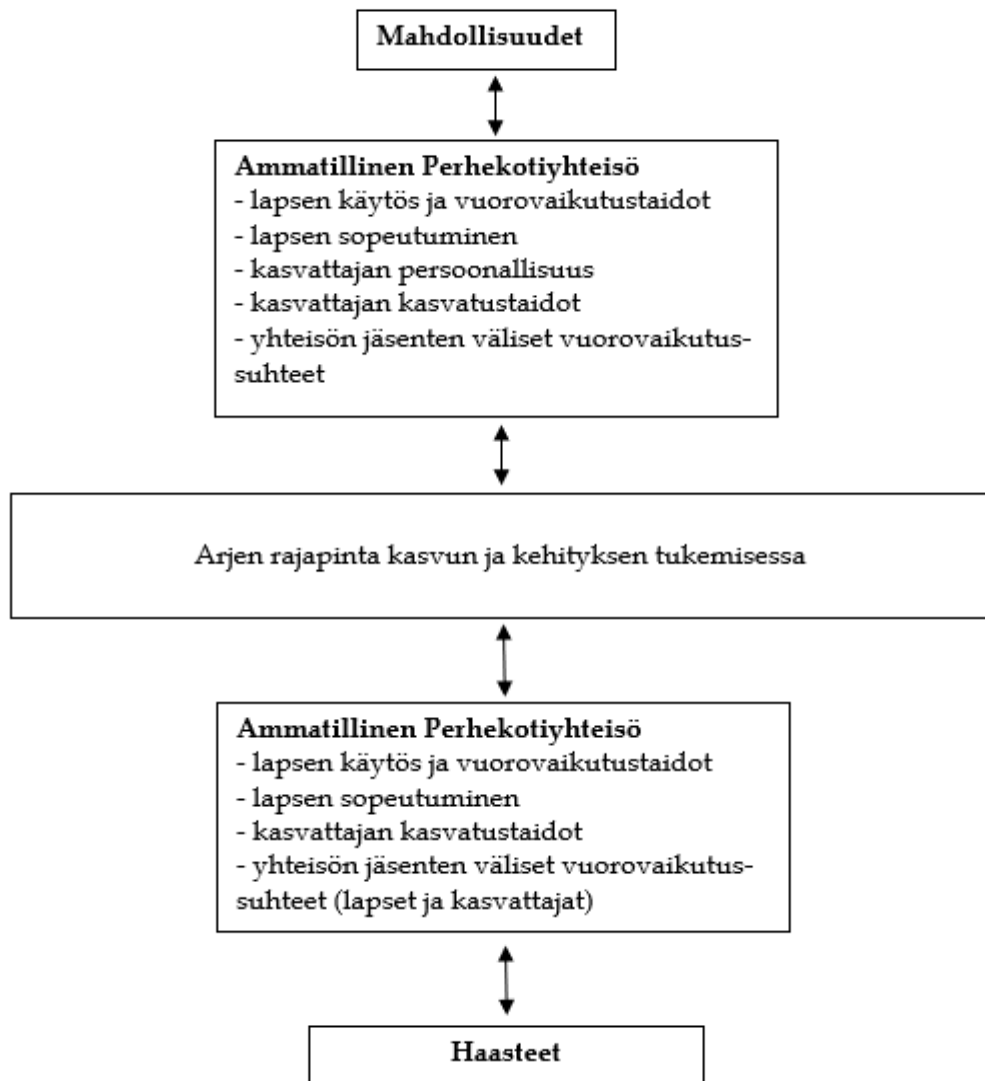 Mahdollisuudet
Ammatillinen Perhekotiyhteisö
- lapsen käytös ja vuorovaikutustaidot
- lapsen sopeutuminen
- kasvattajan persoonallisuus
- kasvattajan kasvatustaidot
- yhteisön jäsenten väliset vuorovaikutus-
suhteet
Arjen rajapinta kasvun ja kehityksen tukemisessa
Ammatillinen Perhekotiyhteisö
- lapsen käytös ja vuorovaikutustaidot
- lapsen sopeutuminen
- kasvattajan kasvatustaidot
- yhteisön jäsenten väliset vuorovaikutus-
suhteet (lapset ja kasvattajat)
Haasteet